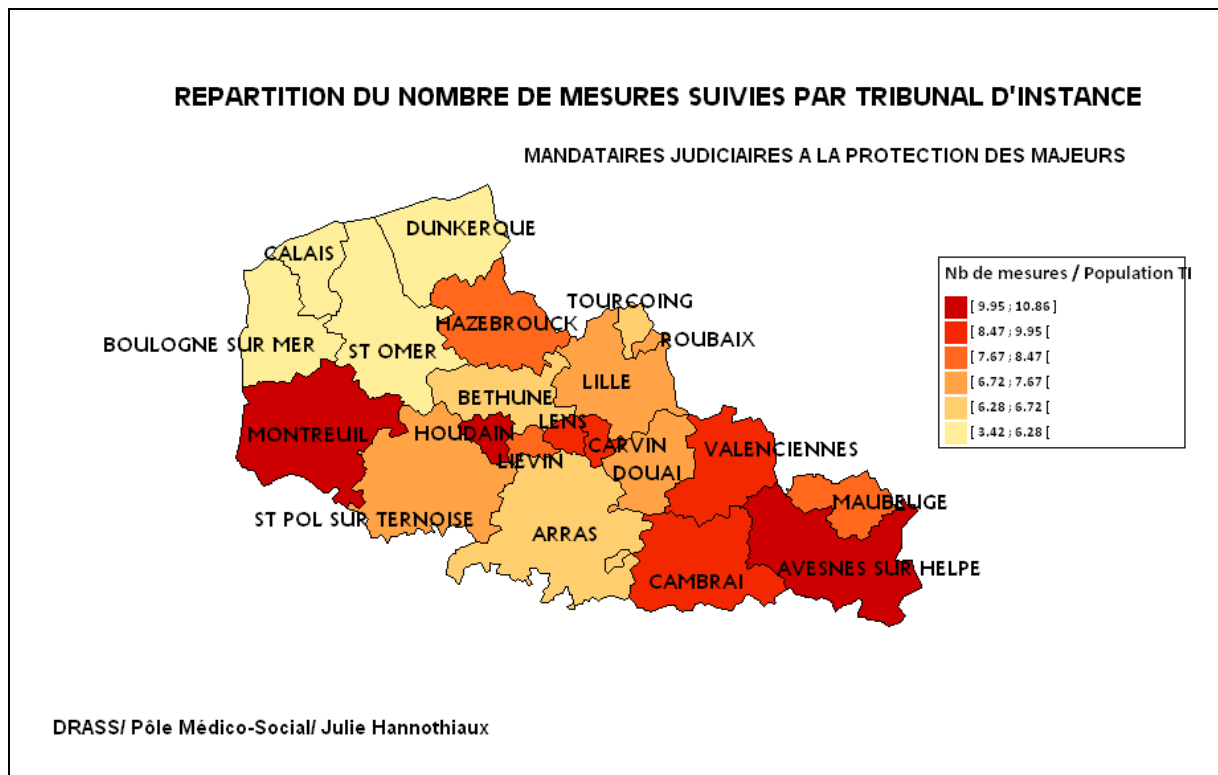 REPARTITION DU NOMBRE DE MESURES SUIVIES PAR TRIBUNAL D'INSTANCE
MANDATAIRES JUDICIAIRES A LA PROTECTION DES MAJEURS
DUNKERQUE
CALAIS
TOURCOING
HAZEBROUCK
ROUBAIX
BOULOGNE SUR MER
ST OMER
LILLE
BETHUNE
LENS
MONTREUIL
HOUDAIN
CARVIN
VALENCIENNES
LIEVIN
DOUAI
MAUBEUGE
ST POL SUR TERNOISE
ARRAS
AVESNES SUR HELPE
CAMBRAI
Nb de mesures / Population TI
[ 9.95 ; 10.86 ]
[ 8.47 ; 9.95 [
[ 7.67 ; 8.47 [
[ 6.72 ; 7.67 [
[ 6.28 ; 6.72 [
[ 3.42 ; 6.28 [
DRASS/ Pôle Médico-Social/ Julie Hannothiaux